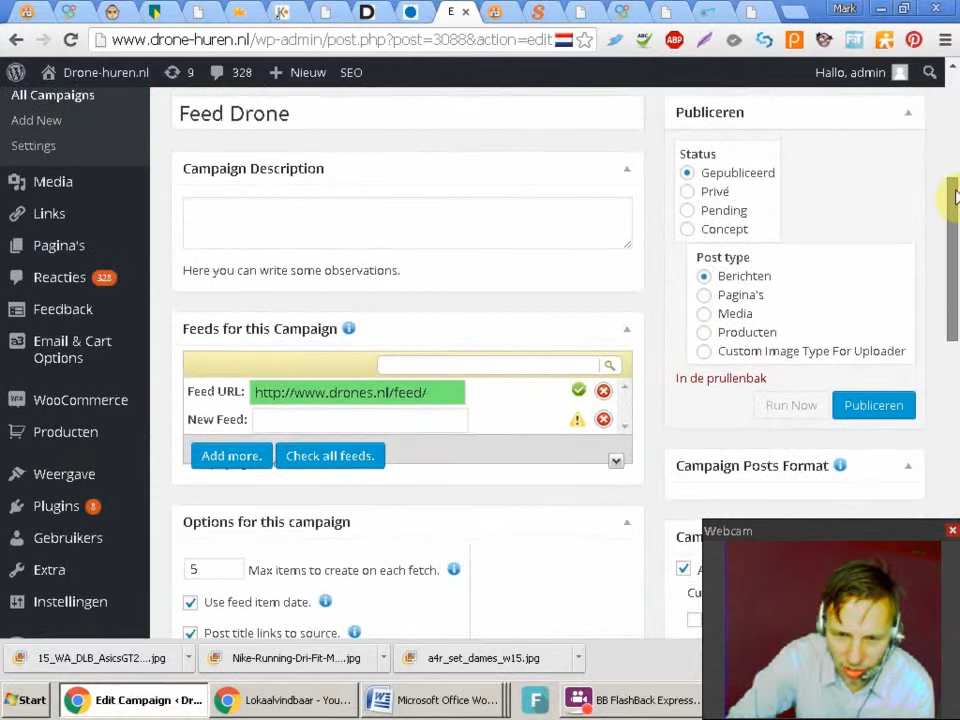 E
Mark
www.drone-huren.nl/wp-admin/post.php?post=3088&action=edit
Drone-huren.nl 9 328 Nieuw SEO Hallo, admin
All Campaigns
Add New
Settings
Media
Links
Pagina's
Reacties 328
Feedback
Email & Cart
Options
WooCommerce
Producten
Weergave
Plugins 8
Gebruikers
Extra
Instellingen
Feed Drone
Campaign Description
Here you can write some observations.
Feeds for this Campaign
Feed URL: http://www.drones.nl/feed/
New Feed:
Add more. Check all feeds.
Options for this campaign
5 Max items to create on each fetch.
Use feed item date.
Post title links to source.
Publiceren
Status
Gepubliceerd
Privé
Pending
Concept
Post type
Berichten
Pagina's
Media
Producten
Custom Image Type For Uploader
In de prullenbak
Run Now Publiceren
Campaign Posts Format
Cam
Cu
Webcam
15_WA_DLB_AsicsGT2....jpg Nike-Running-Dri-Fit-M....jpg a4r_set_dames_w15.jpg
Start Edit Campaign ‹ Dr... Lokaalvindbaar - You... Microsoft Office Wo... F BB FlashBack Express...